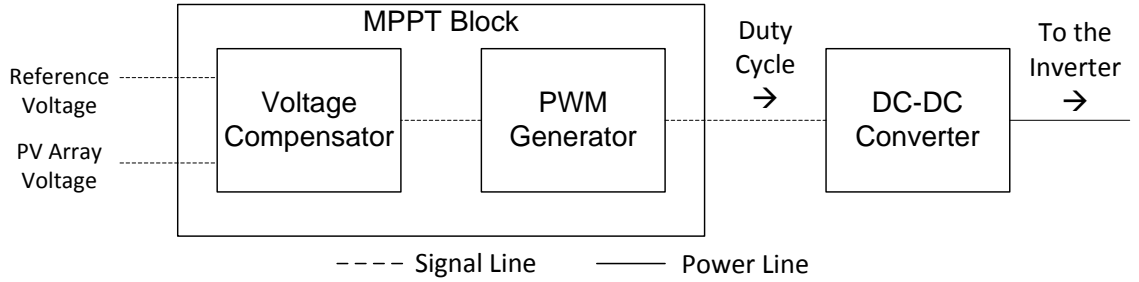 MPPT Block
Reference
Voltage
PV Array
Voltage
Voltage
Compensator
PWM
Generator
Duty
Cycle
→
DC-DC
Converter
To the
Inverter
→
Signal Line
Power Line